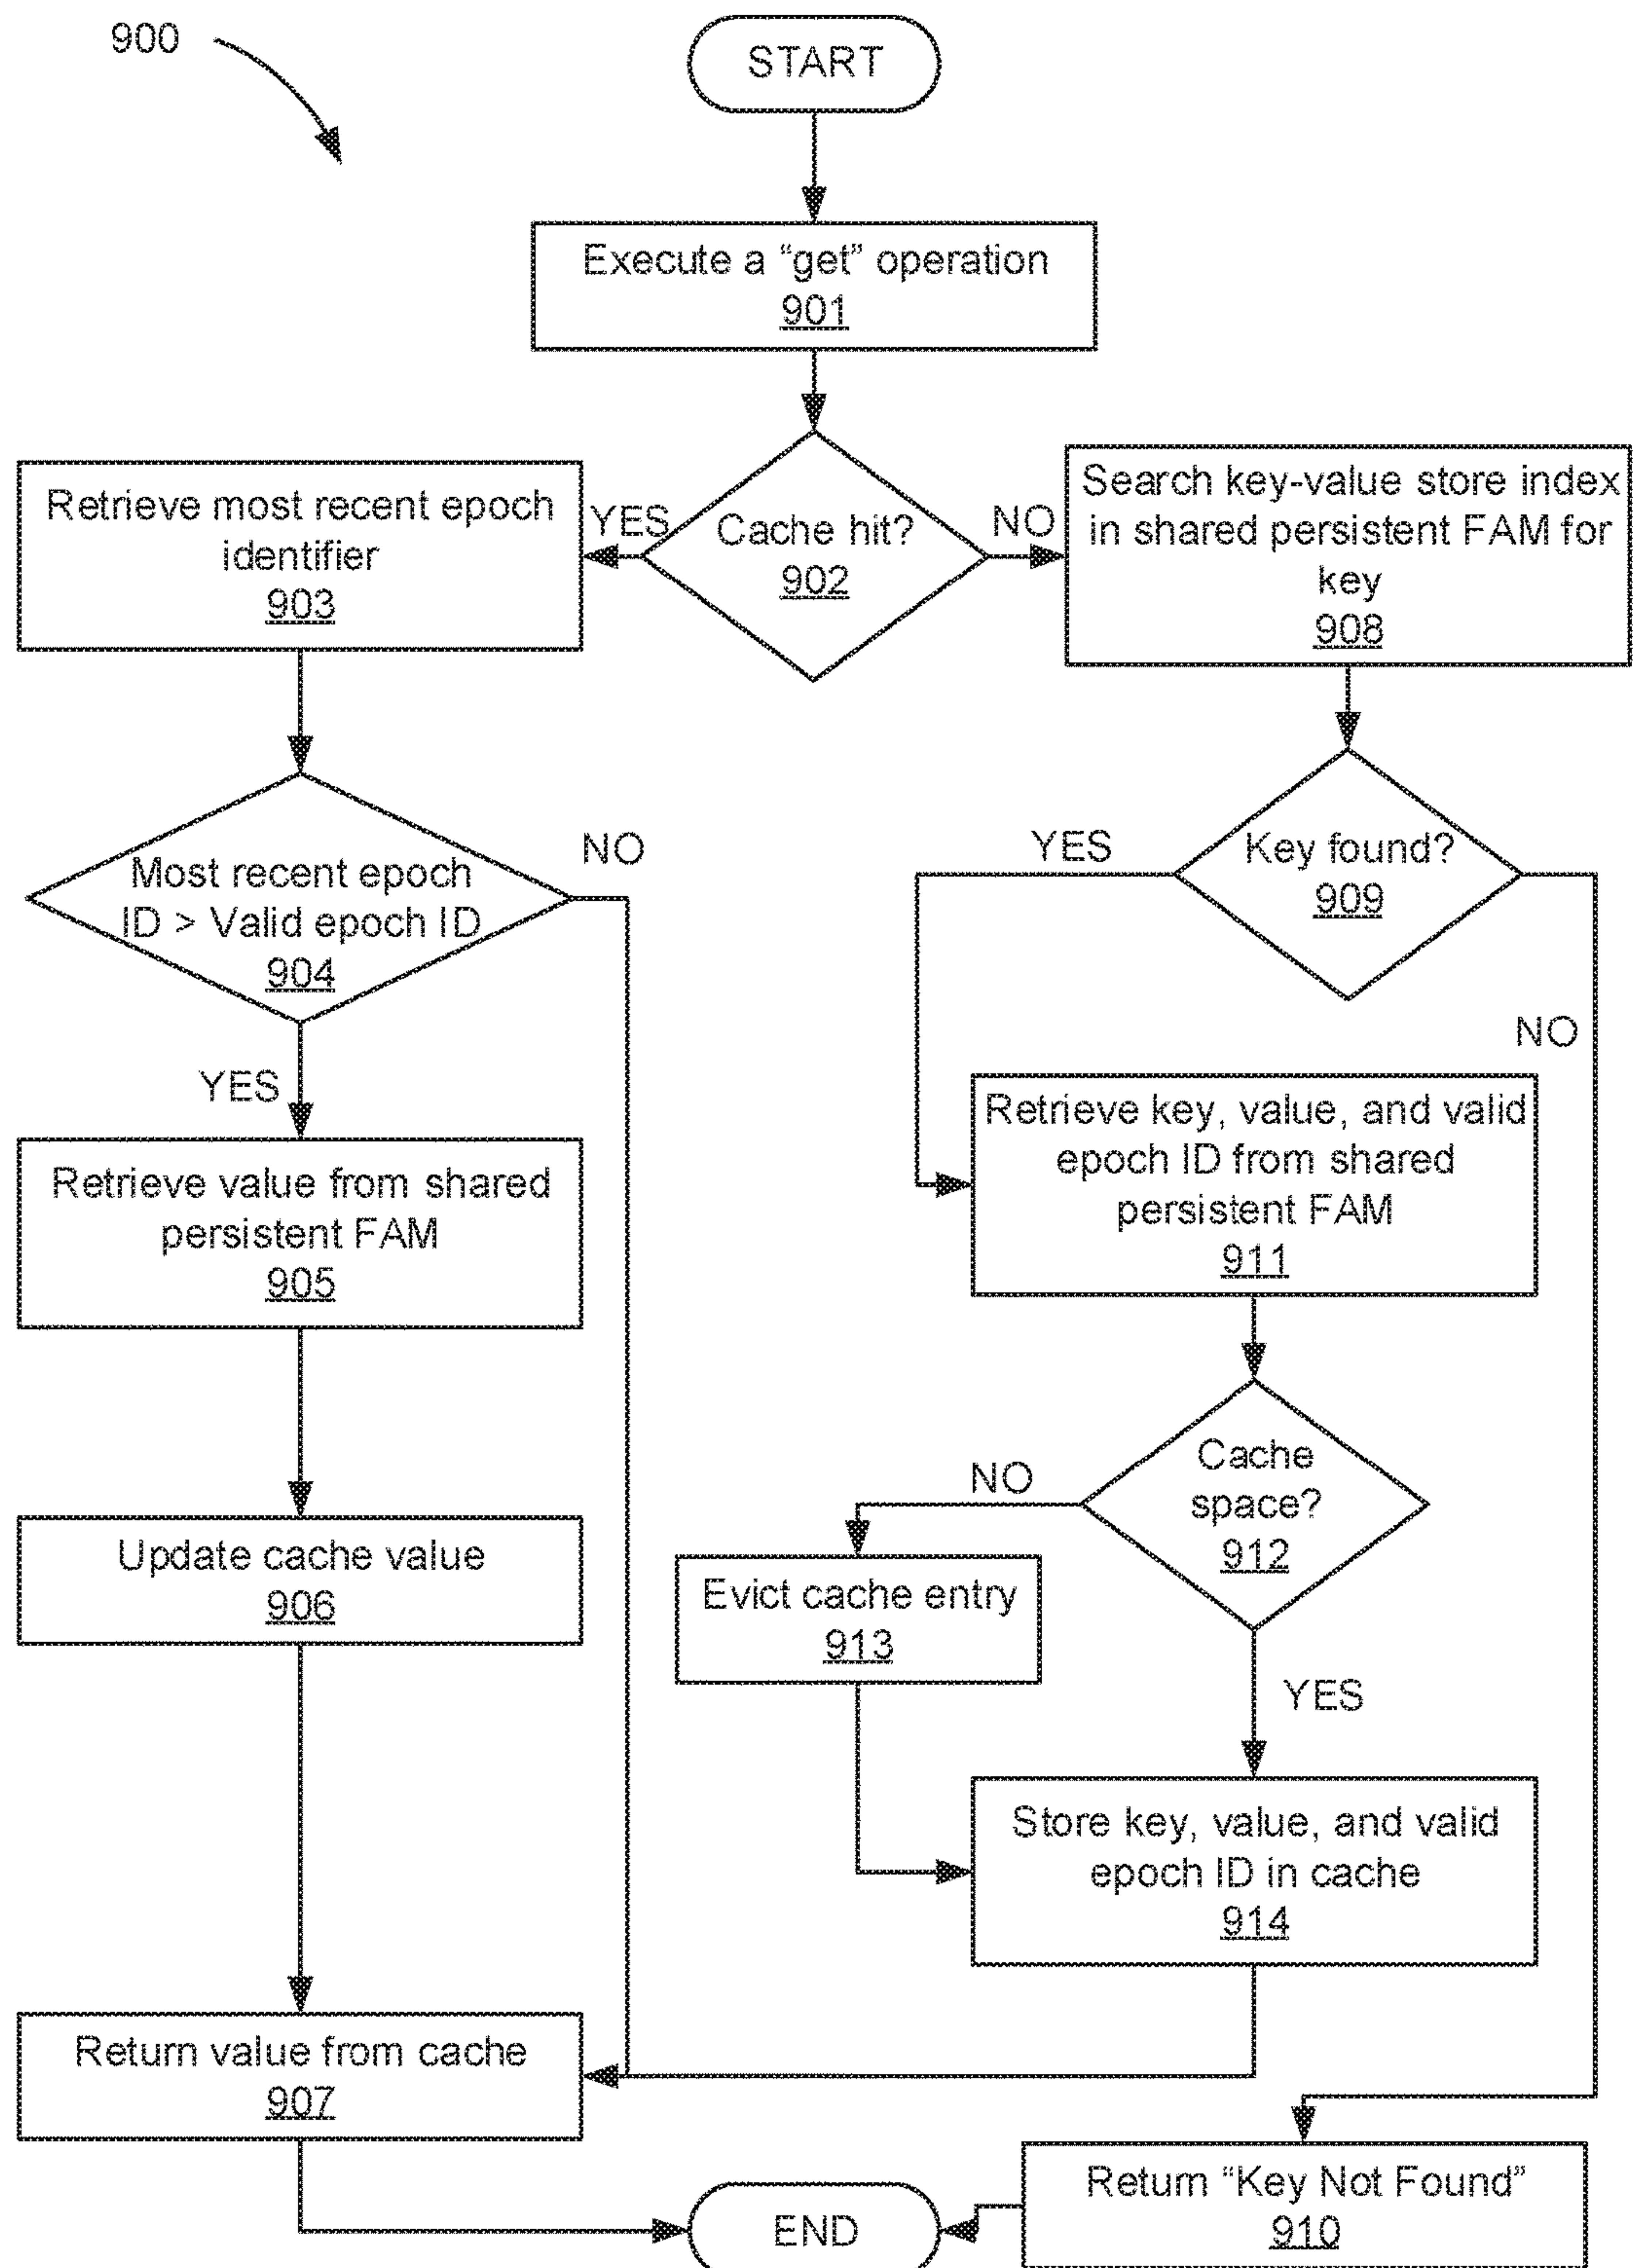 900
START
Execute a “get” operation
901
Retrieve most recent epoch
identifier
903
YES
Cache hit?
902
NO
Search key-value store index
in shared persistent FAM for
key
908
Most recent epoch
ID > Valid epoch ID
904
NO
YES
Key found?
909
NO
YES
Retrieve value from shared
persistent FAM
905
Retrieve key, value, and valid
epoch ID from shared
persistent FAM
911
Update cache value
906
NO
Cache
space?
912
Evict cache entry
913
YES
Store key, value, and valid
epoch ID in cache
914
Return value from cache
907
Return “Key Not Found”
910
END